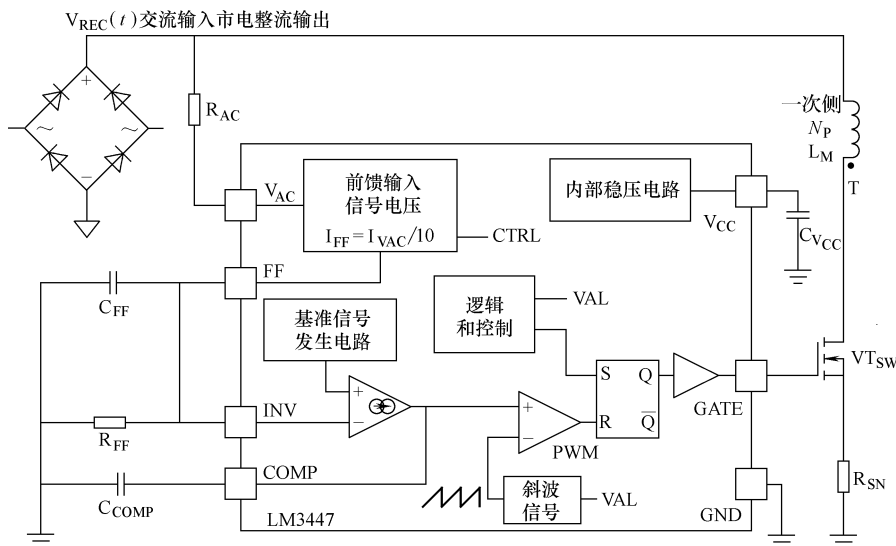 V_REC(t)交流输入市电整流输出
+
~
~
−
R_AC
一次侧
N_P
L_M
T
V_AC
前馈输入
信号电压
I_FF=I_VAC/10
CTRL
内部稳压电路
V_CC
C_VCC
FF
C_FF
基准信号
发生电路
逻辑
和控制
VAL
VT_SW
S
Q
R
Q̅
GATE
INV
+
−
+
−
PWM
R_FF
COMP
C_COMP
斜波
信号
VAL
R_SN
GND
LM3447